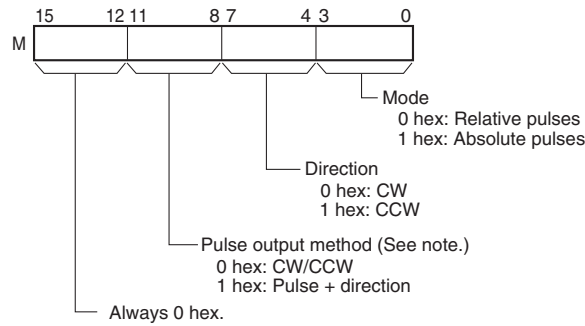 15 12 11 8 7 4 3 0
M
Mode
0 hex: Relative pulses
1 hex: Absolute pulses
Direction
0 hex: CW
1 hex: CCW
Pulse output method (See note.)
0 hex: CW/CCW
1 hex: Pulse + direction
Always 0 hex.